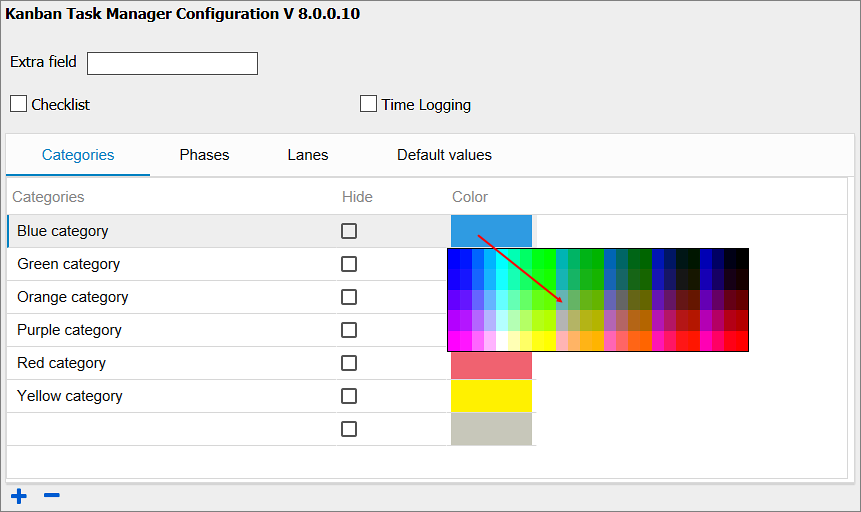 Kanban Task Manager Configuration V 8.0.0.10
Extra field
Checklist Time Logging
Categories Phases Lanes Default values
Categories Hide Color
Blue category
Green category
Orange category
Purple category
Red category
Yellow category